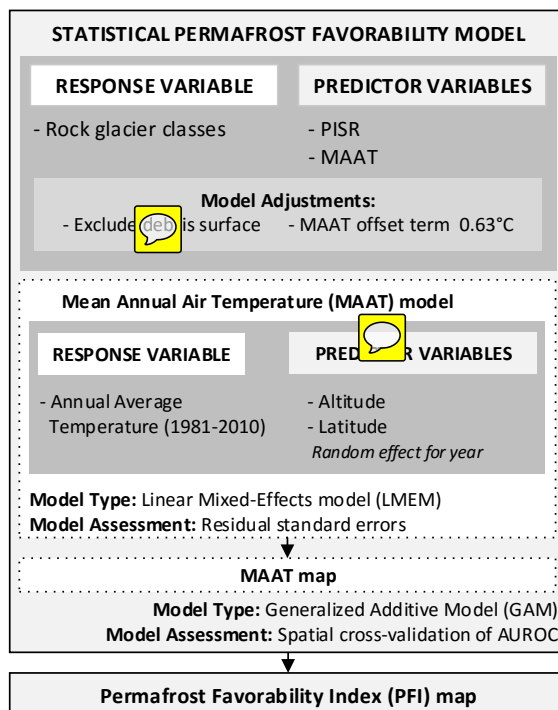 STATISTICAL PERMAFROST FAVORABILITY MODEL
RESPONSE VARIABLE
- Rock glacier classes
PREDICTOR VARIABLES
- PISR
- MAAT
Model Adjustments:
- Exclude debris surface - MAAT offset term 0.63°C
Mean Annual Air Temperature (MAAT) model
RESPONSE VARIABLE
- Annual Average
Temperature (1981-2010)
PREDICTOR VARIABLES
- Altitude
- Latitude
Random effect for year
Model Type: Linear Mixed-Effects model (LMEM)
Model Assessment: Residual standard errors
MAAT map
Model Type: Generalized Additive Model (GAM)
Model Assessment: Spatial cross-validation of AUROC
Permafrost Favorability Index (PFI) map